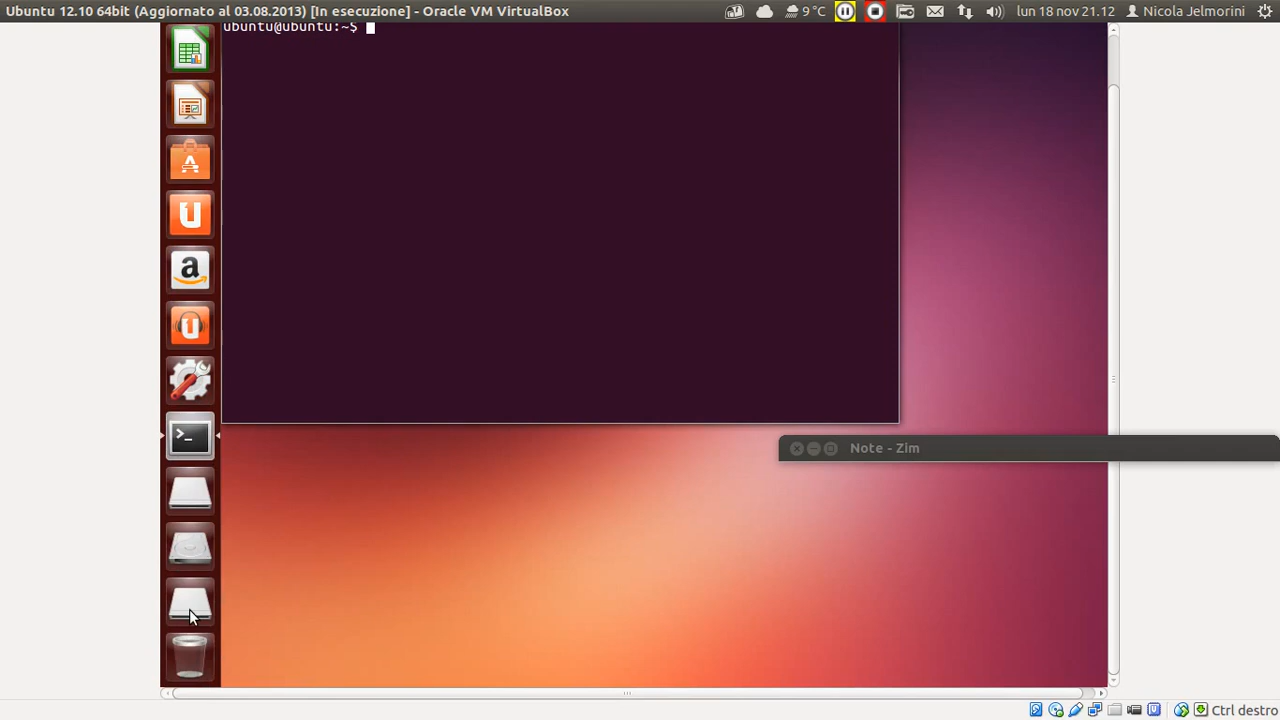 Ubuntu 12.10 64bit (Aggiornato al 03.08.2013) [In esecuzione] - Oracle VM VirtualBox
9°C
lun 18 nov 21.12
Nicola Jelmorini
ubuntu@ubuntu:~$
Note - Zim
Ctrl destro